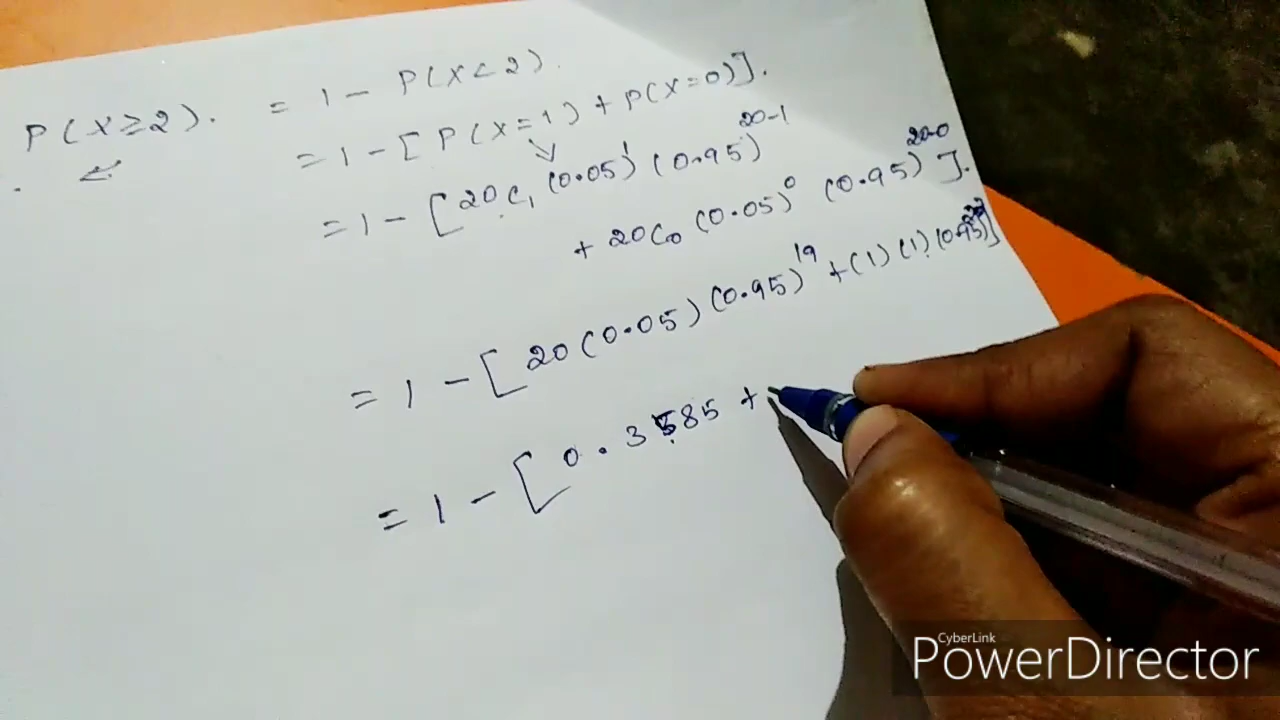 P(X≥2). = 1 - P(X<2).
= 1 - [P(X=1) + P(X=0)].
= 1 - [20C₁ (0.05)¹ (0.95)²⁰⁻¹
+ 20C₀ (0.05)⁰ (0.95)²⁰⁻⁰].
= 1 - [20(0.05)(0.95)¹⁹ + (1)(1)(0.95)²⁰]
= 1 - [0.3585 +
CyberLink
PowerDirector